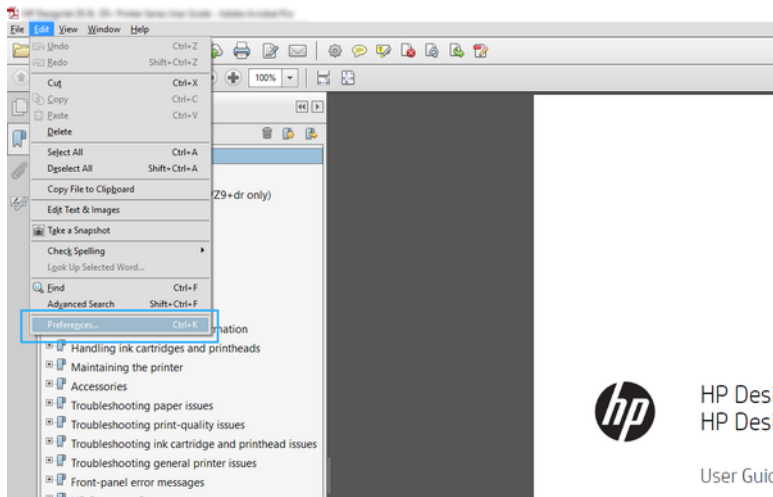 File Edit View Window Help
Undo Ctrl+Z
Redo Shift+Ctrl+Z
100%
Cut Ctrl+X
Copy Ctrl+C
Paste Ctrl+V
Delete
Select All Ctrl+A
Deselect All Shift+Ctrl+A
Copy File to Clipboard
/Z9+dr only)
Edit Text & Images
Take a Snapshot
Check Spelling
Look Up Selected Word...
Find Ctrl+F
Advanced Search Shift+Ctrl+F
Preferences... Ctrl+K
mation
Handling ink cartridges and printheads
Maintaining the printer
Accessories
Troubleshooting paper issues
Troubleshooting print-quality issues
Troubleshooting ink cartridge and printhead issues
Troubleshooting general printer issues
Front-panel error messages
hp
HP Des
HP Des
User Guid